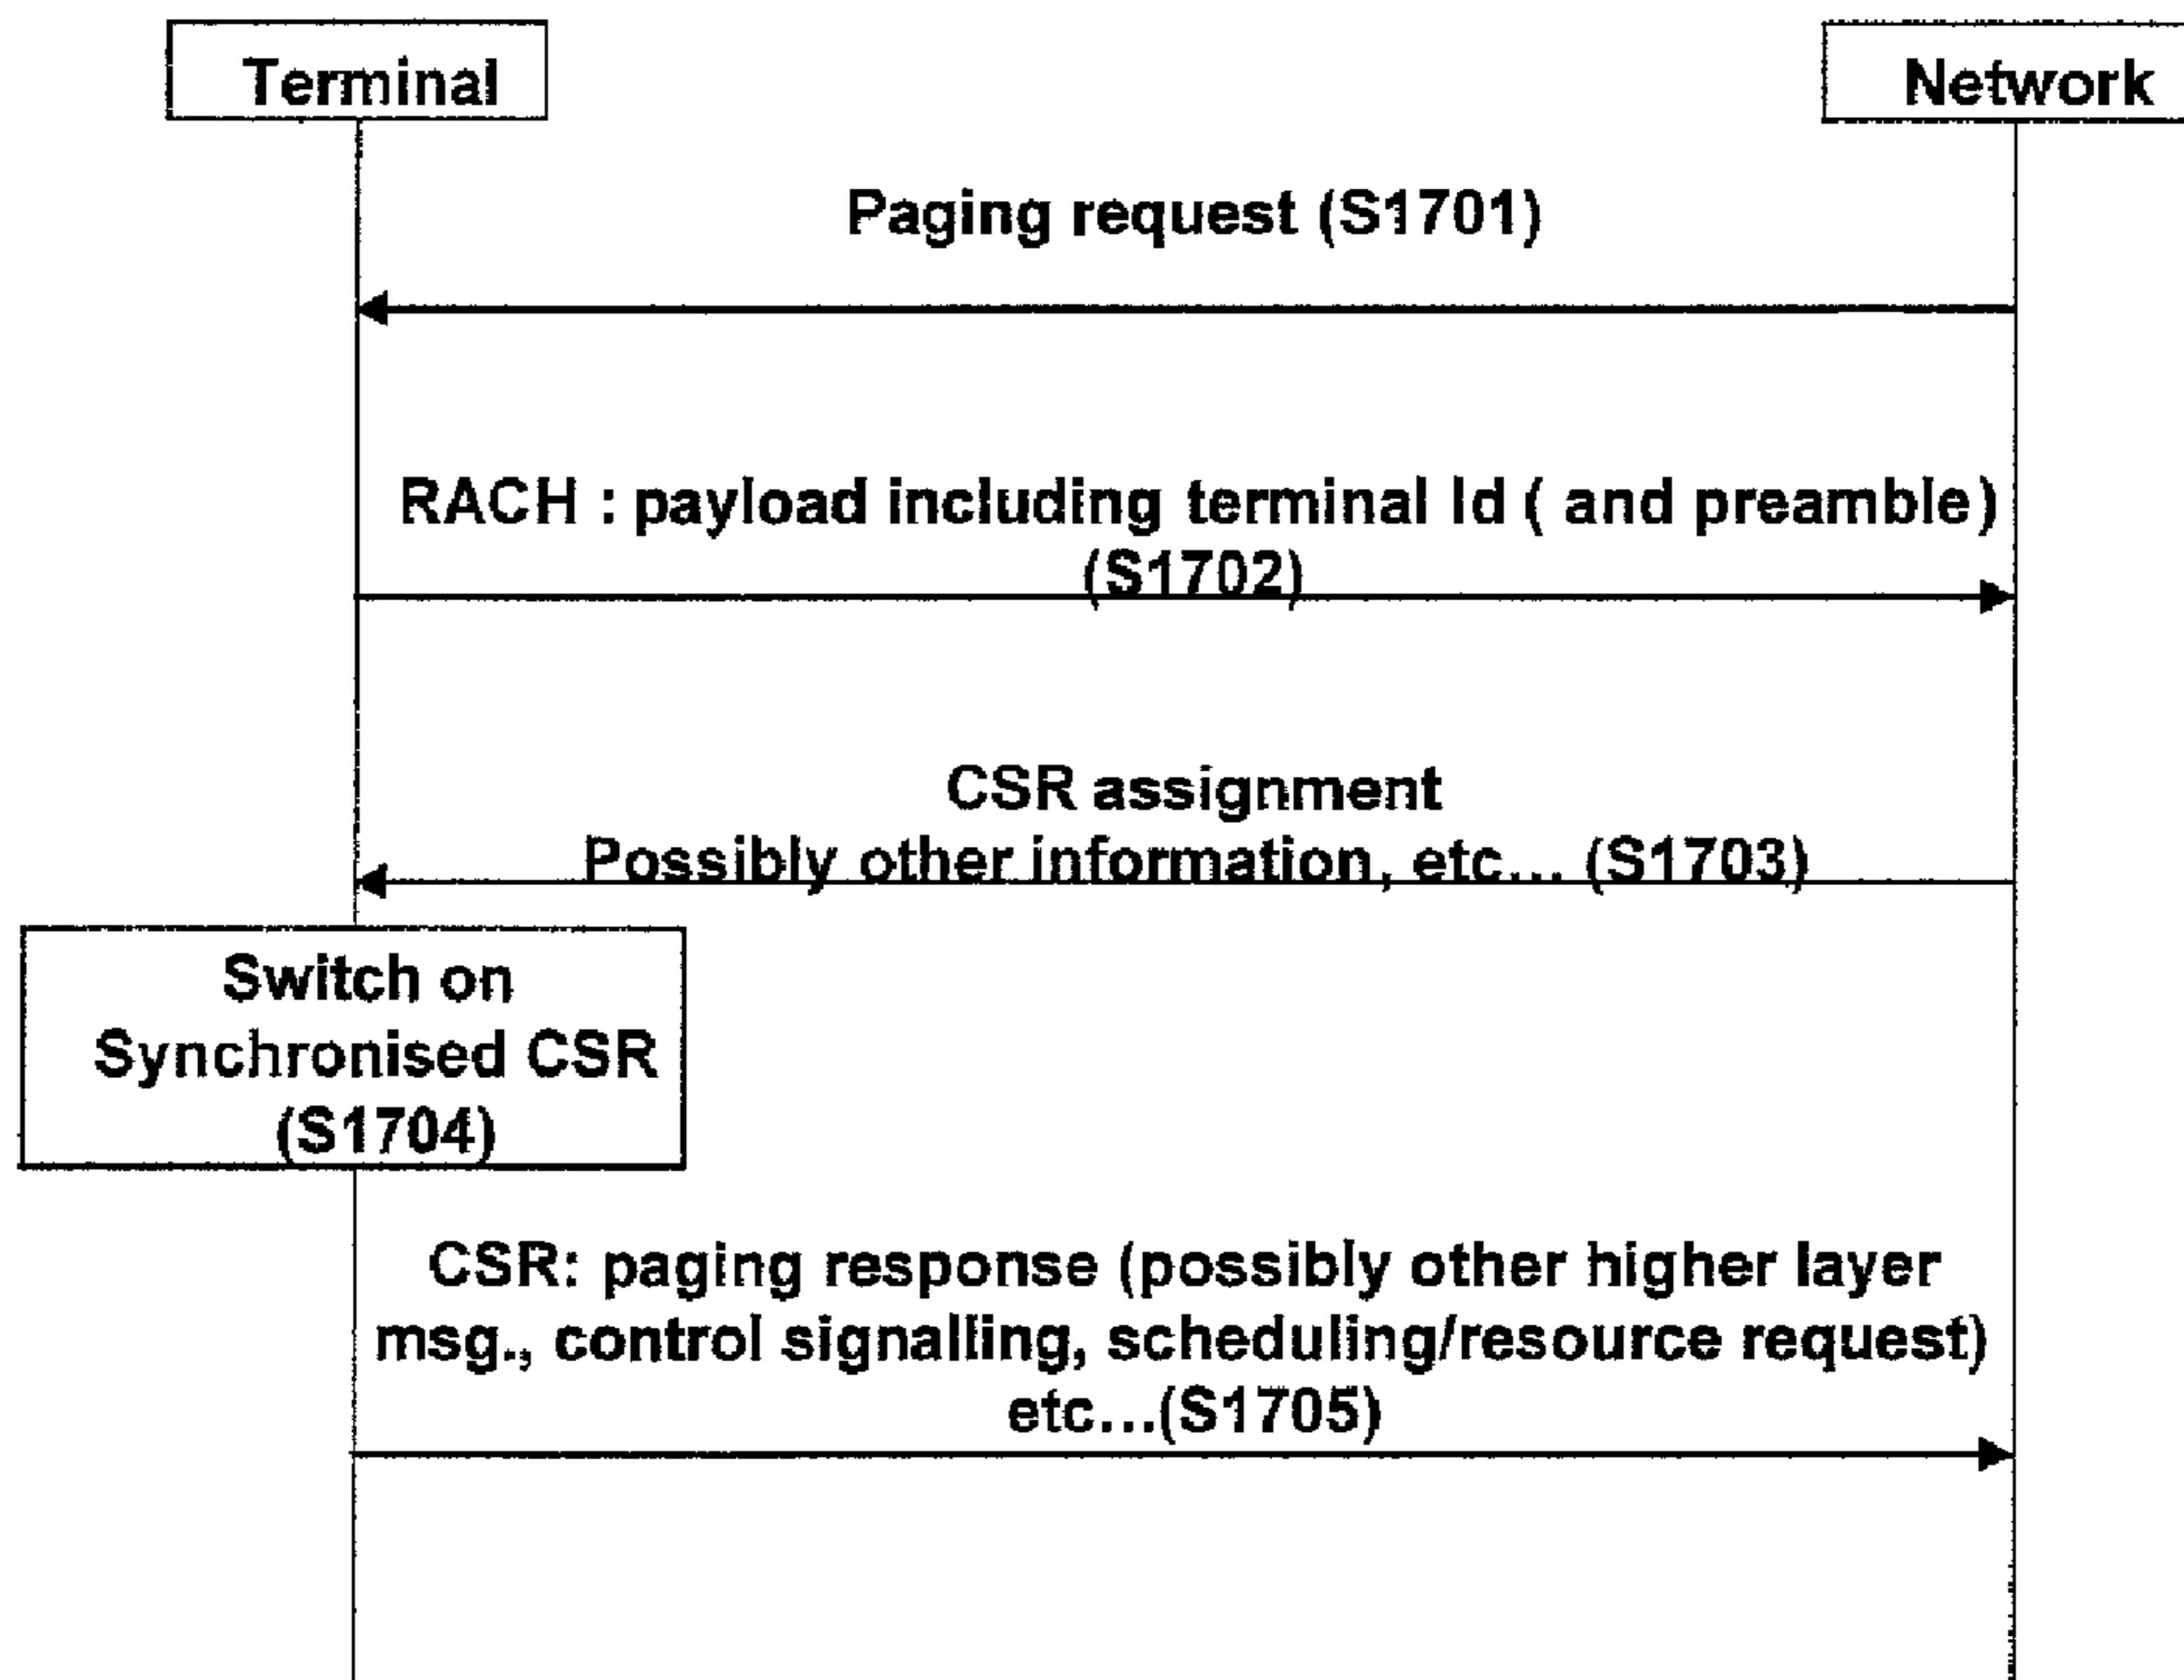 Terminal
Network
Paging request (S1701)
RACH : payload including terminal Id ( and preamble)
(S1702)
CSR assignment
Possibly other information, etc... (S1703)
Switch on
Synchronised CSR
(S1704)
CSR: paging response (possibly other higher layer
msg., control signalling, scheduling/resource request)
etc...(S1705)